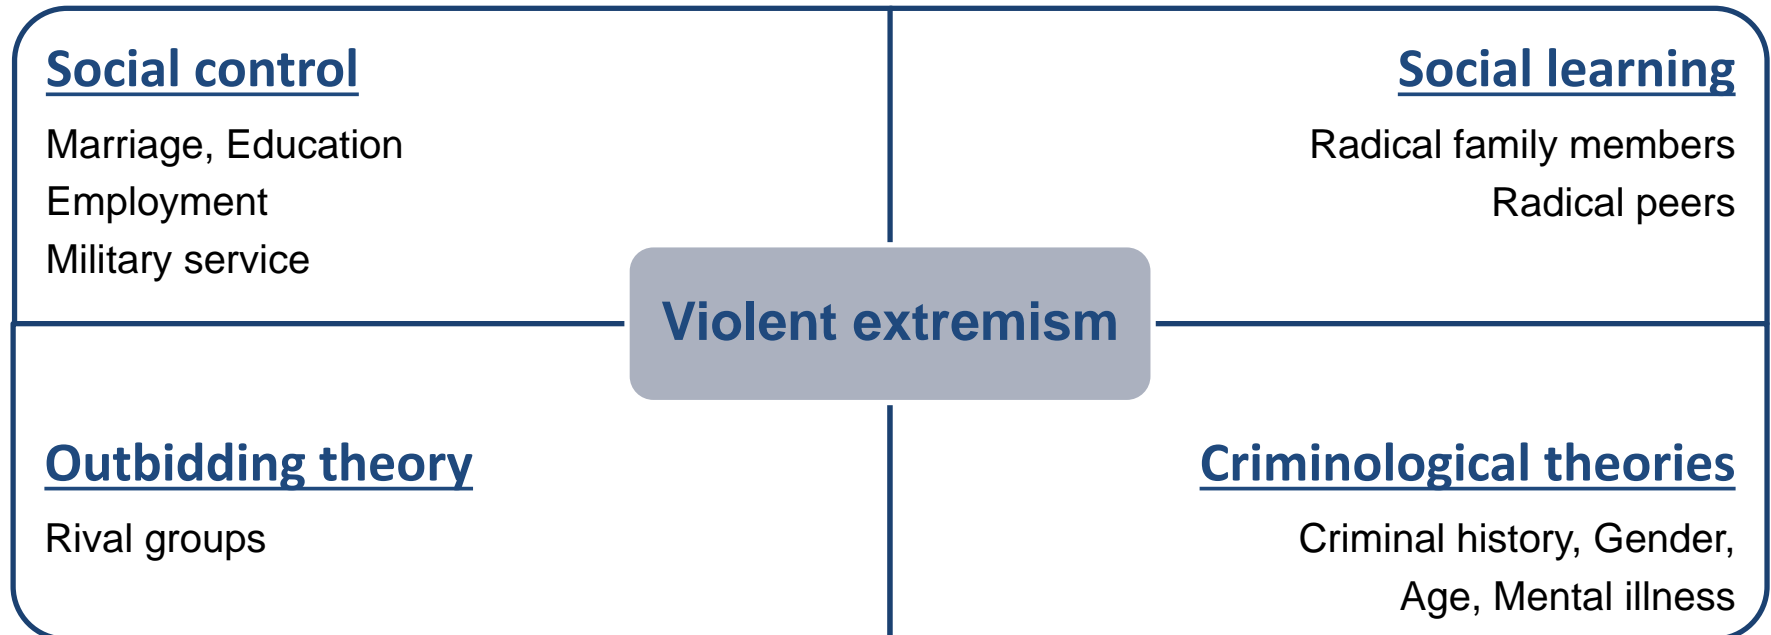 Social control
Marriage, Education
Employment
Military service
Social learning
Radical family members
Radical peers
Violent extremism
Outbidding theory
Rival groups
Criminological theories
Criminal history, Gender,
Age, Mental illness